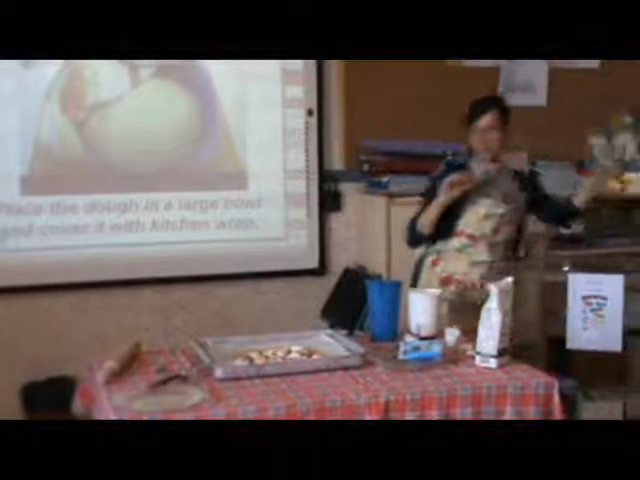 Place the dough in a large bowl
and cover it with kitchen wrap.